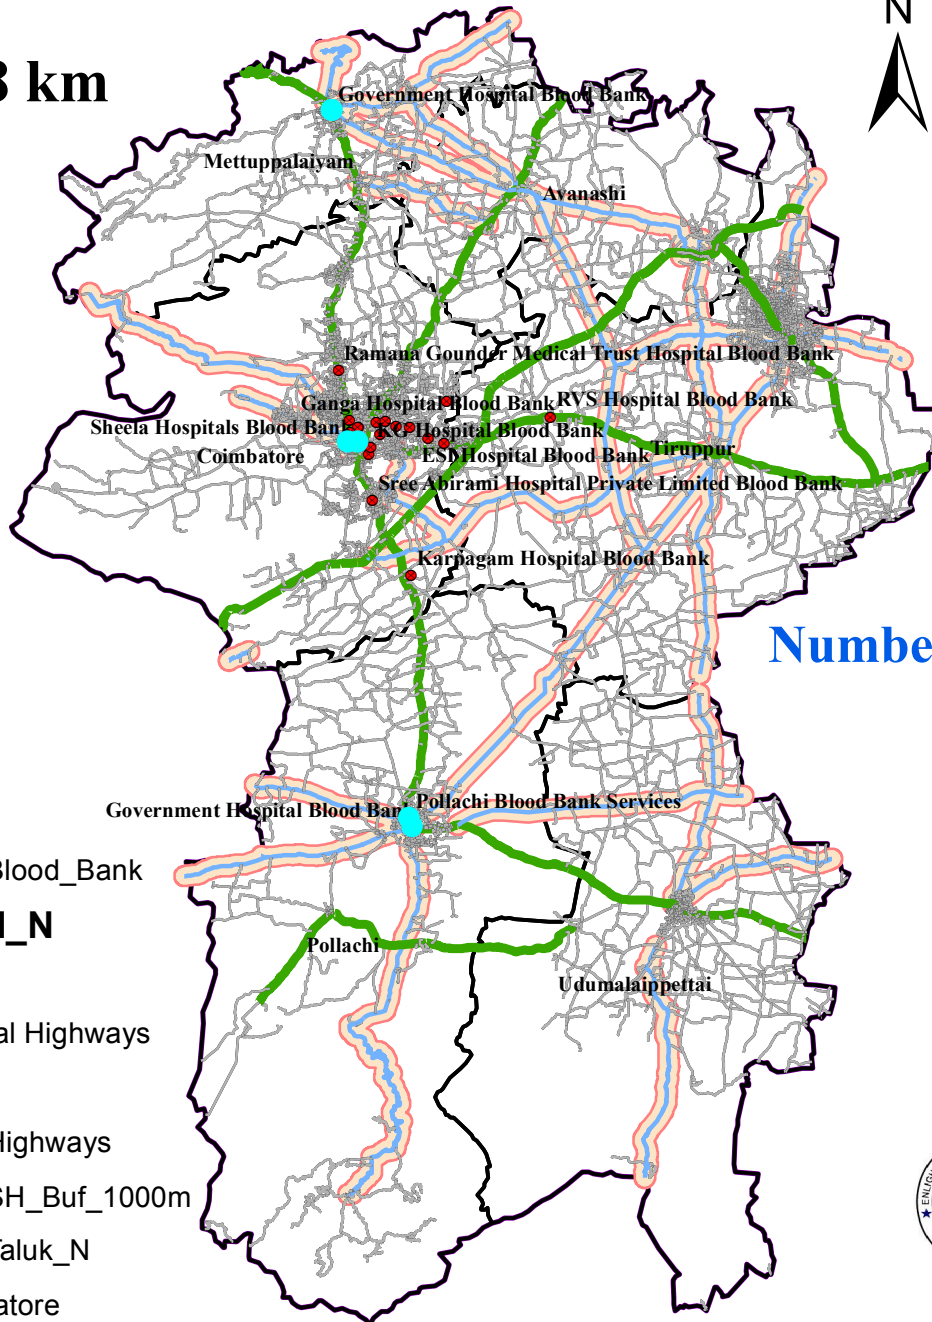 N
3 km
Government Hospital Blood Bank
Mettuppalaiyam
Avanashi
Ramana Gounder Medical Trust Hospital Blood Bank
Ganga Hospital Blood Bank
RVS Hospital Blood Bank
Sheela Hospitals Blood Bank
KG Hospital Blood Bank
Coimbatore
ESI Hospital Blood Bank
Tiruppur
Sree Abirami Hospital Private Limited Blood Bank
Karpagam Hospital Blood Bank
Numbe
Pollachi Blood Bank Services
Government Hospital Blood Bank
Blood_Bank
_N
Pollachi
Udumalaippettai
al Highways
Highways
SH_Buf_1000m
Taluk_N
atore